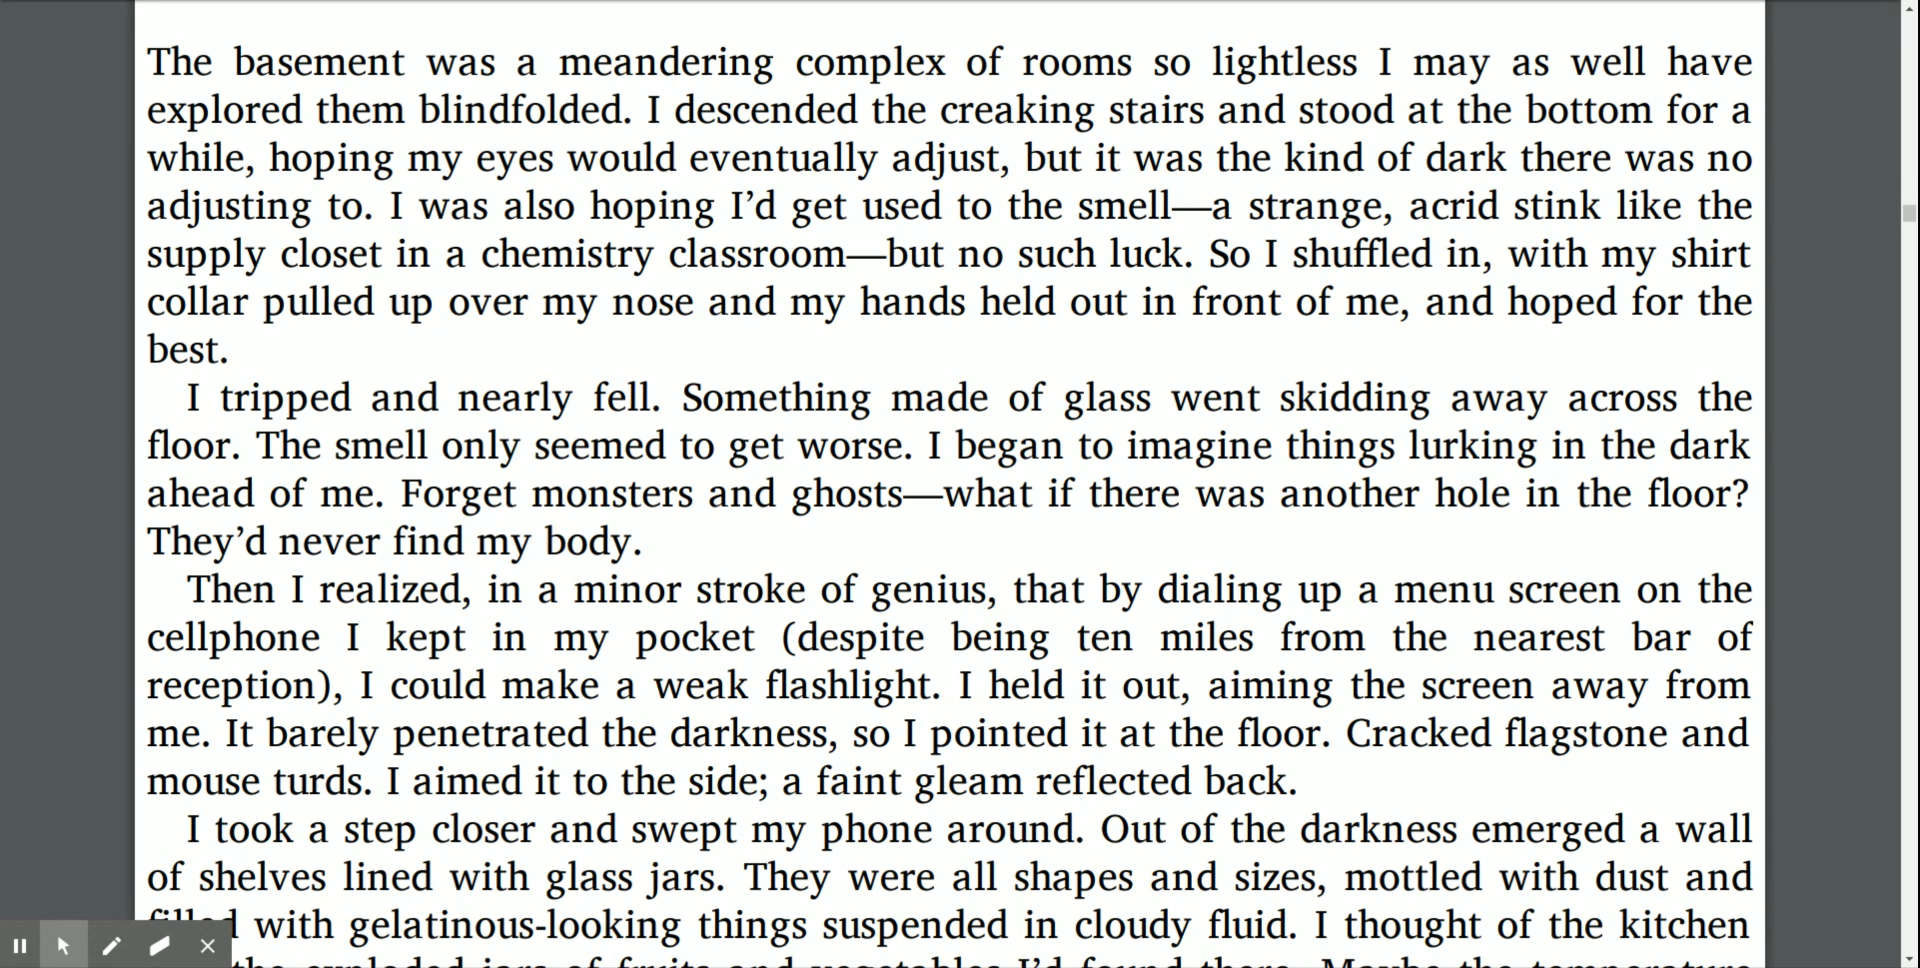 The basement was a meandering complex of rooms so lightless I may as well have
explored them blindfolded. I descended the creaking stairs and stood at the bottom for a
while, hoping my eyes would eventually adjust, but it was the kind of dark there was no
adjusting to. I was also hoping I’d get used to the smell—a strange, acrid stink like the
supply closet in a chemistry classroom—but no such luck. So I shuffled in, with my shirt
collar pulled up over my nose and my hands held out in front of me, and hoped for the
best.
I tripped and nearly fell. Something made of glass went skidding away across the
floor. The smell only seemed to get worse. I began to imagine things lurking in the dark
ahead of me. Forget monsters and ghosts—what if there was another hole in the floor?
They’d never find my body.
Then I realized, in a minor stroke of genius, that by dialing up a menu screen on the
cellphone I kept in my pocket (despite being ten miles from the nearest bar of
reception), I could make a weak flashlight. I held it out, aiming the screen away from
me. It barely penetrated the darkness, so I pointed it at the floor. Cracked flagstone and
mouse turds. I aimed it to the side; a faint gleam reflected back.
I took a step closer and swept my phone around. Out of the darkness emerged a wall
of shelves lined with glass jars. They were all shapes and sizes, mottled with dust and
filled with gelatinous-looking things suspended in cloudy fluid. I thought of the kitchen
the exploded jars of fruits and vegetables I’d found there. Maybe the temperature